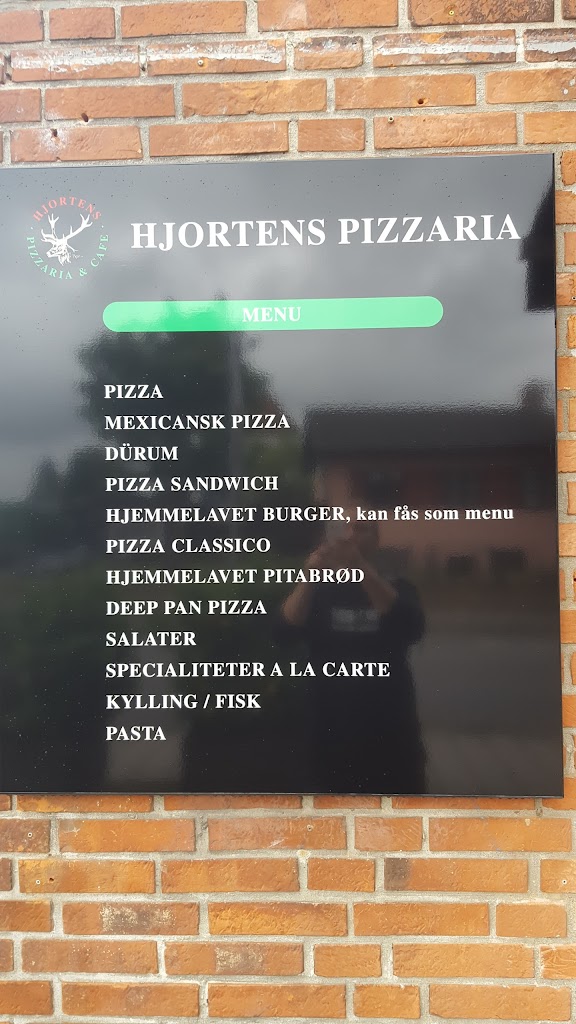 HJORTENS
PIZZARIA & CAFE
HJORTENS PIZZARIA
MENU
PIZZA
MEXICANSK PIZZA
DÜRUM
PIZZA SANDWICH
HJEMMELAVET BURGER, kan fås som menu
PIZZA CLASSICO
HJEMMELAVET PITABRØD
DEEP PAN PIZZA
SALATER
SPECIALITETER A LA CARTE
KYLLING / FISK
PASTA